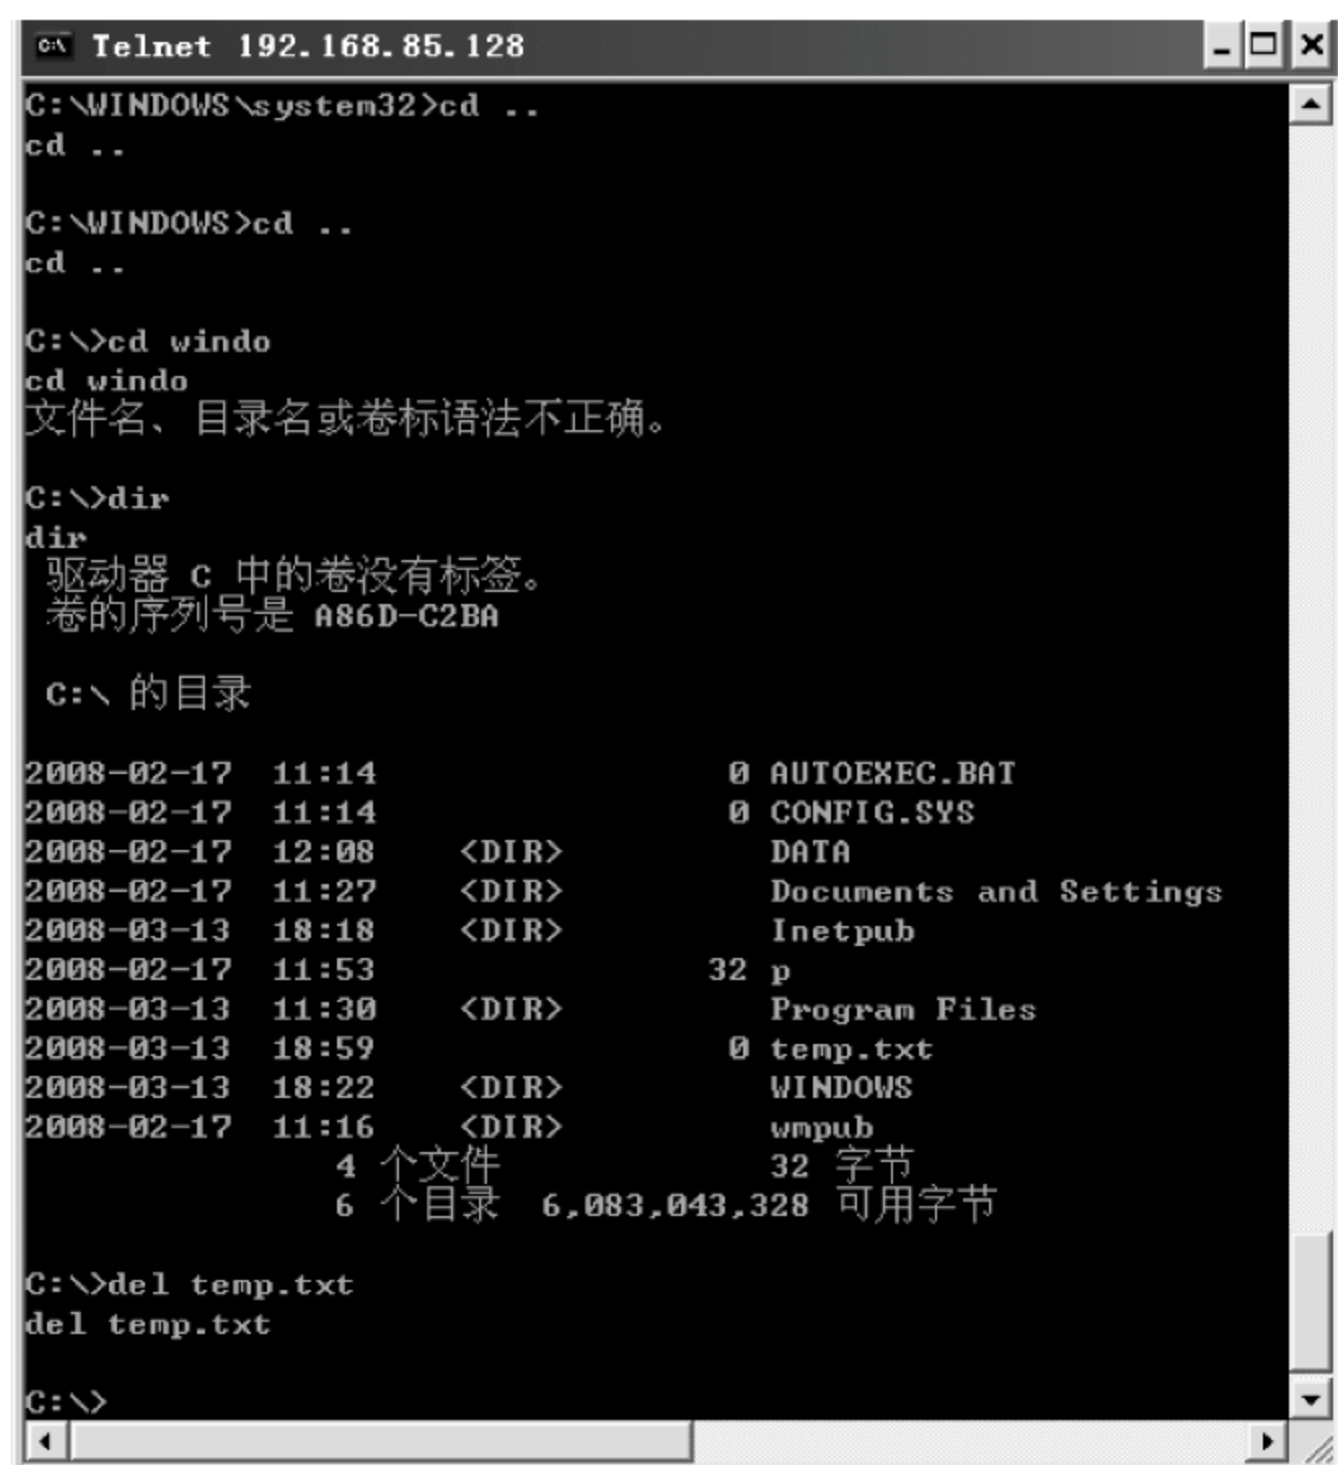 Telnet 192.168.85.128
C:\WINDOWS\system32>cd ..
cd ..
C:\WINDOWS>cd ..
cd ..
C:\>cd windo
cd windo
文件名、目录名或卷标语法不正确。
C:\>dir
dir
驱动器 C 中的卷没有标签。
卷的序列号是 A86D-C2BA
C:\ 的目录
2008-02-17  11:14                 0 AUTOEXEC.BAT
2008-02-17  11:14                 0 CONFIG.SYS
2008-02-17  12:08    <DIR>          DATA
2008-02-17  11:27    <DIR>          Documents and Settings
2008-03-13  18:18    <DIR>          Inetpub
2008-02-17  11:53                32 p
2008-03-13  11:30    <DIR>          Program Files
2008-03-13  18:59                 0 temp.txt
2008-03-13  18:22    <DIR>          WINDOWS
2008-02-17  11:16    <DIR>          wmpub
4 个文件             32 字节
6 个目录  6,083,043,328 可用字节
C:\>del temp.txt
del temp.txt
C:\>